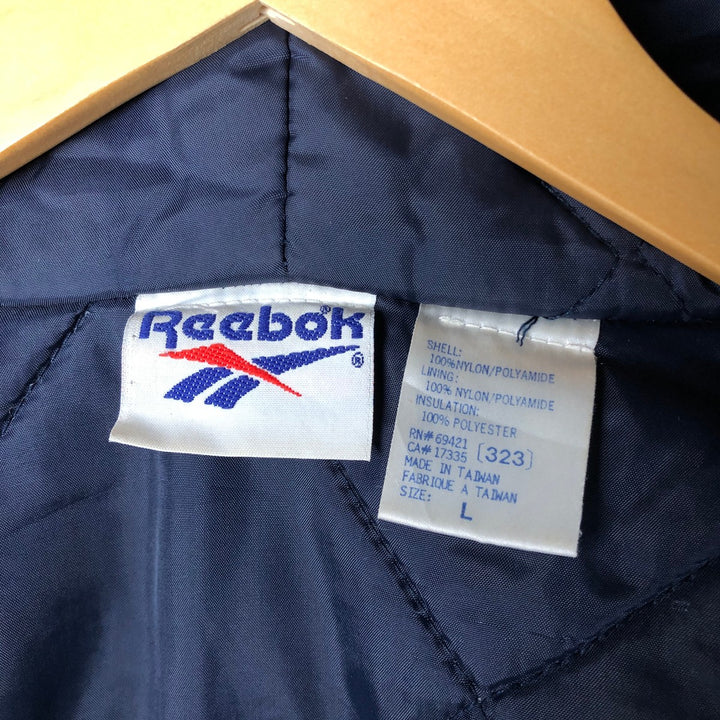 Reebok
®
SHELL:
100%NYLON/POLYAMIDE
LINING:
100% NYLON/POLYAMIDE
INSULATION:
100% POLYESTER
RN# 69421
CA# 17335 [323]
MADE IN TAIWAN
FABRIQUE A TAIWAN
SIZE: L